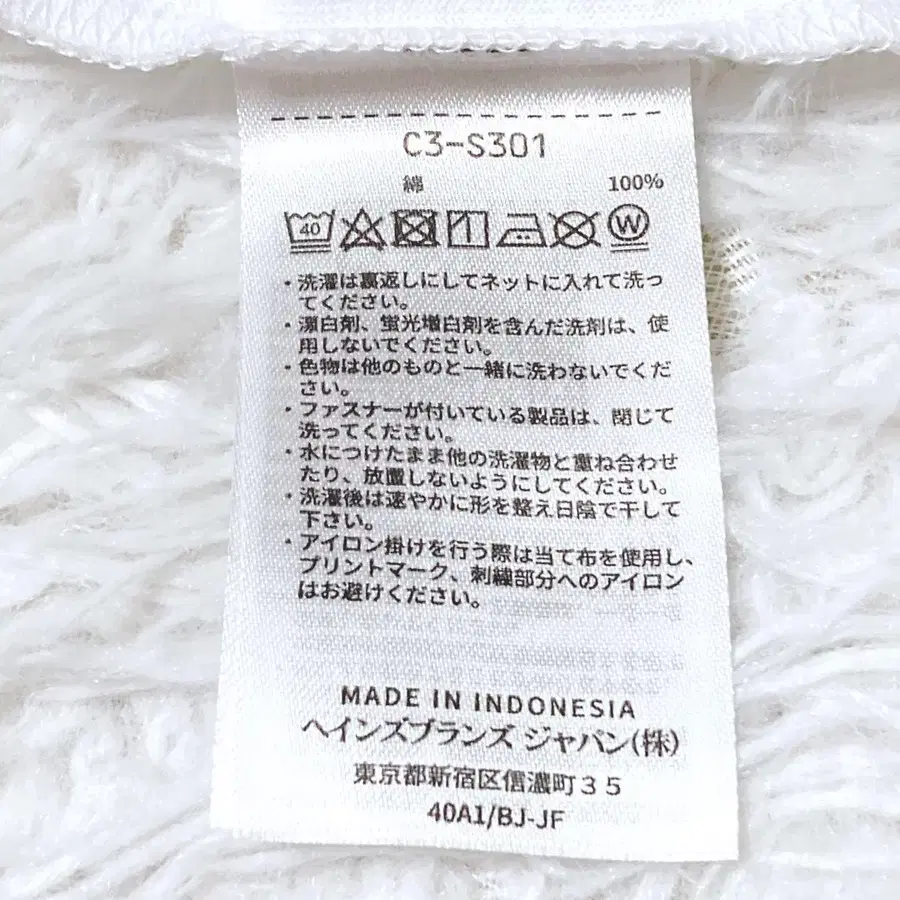 C3-S301
綿 100%
40 W
・洗濯は裏返しにしてネットに入れて洗っ
てください。
・漂白剤、蛍光増白剤を含んだ洗剤は、使
用しないでください。
・色物は他のものと一緒に洗わないでくだ
さい。
・ファスナーが付いている製品は、閉じて
洗ってください。
・水につけたまま他の洗濯物と重ね合わせ
たり、放置しないようにしてください。
・洗濯後は速やかに形を整え日陰で干して
下さい。
・アイロン掛けを行う際は当て布を使用し、
プリントマーク、刺繍部分へのアイロン
はお避けください。
MADE IN INDONESIA
ヘインズブランズ ジャパン(株)
東京都新宿区信濃町35
40A1/BJ-JF